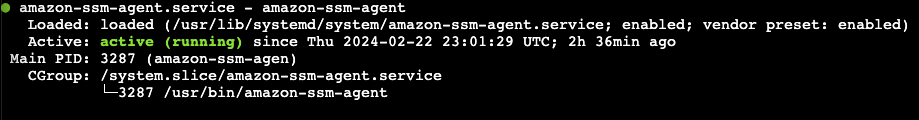 ● amazon-ssm-agent.service - amazon-ssm-agent
   Loaded: loaded (/usr/lib/systemd/system/amazon-ssm-agent.service; enabled; vendor preset: enabled)
   Active: active (running) since Thu 2024-02-22 23:01:29 UTC; 2h 36min ago
 Main PID: 3287 (amazon-ssm-agen)
   CGroup: /system.slice/amazon-ssm-agent.service
           └─3287 /usr/bin/amazon-ssm-agent